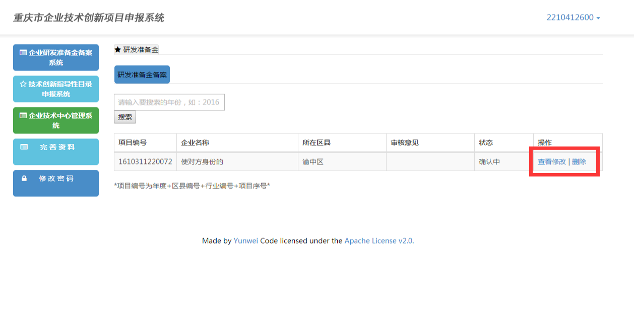 重庆市企业技术创新项目申报系统
2210412600
企业研发准备金备案系统
技术创新指导性目录申报系统
企业技术中心管理系统
完善资料
修改密码
研发准备金
研发准备金备案
请输入要搜索的年份，如：2016
搜索
项目编号 企业名称 所在区县 审核意见 状态 操作
1610311220072 使对方身份的 渝中区 确认中 查看修改 | 删除
*项目编号为年度+区县编号+行业编号+项目序号*
Made by Yunwei Code licensed under the Apache License v2.0.